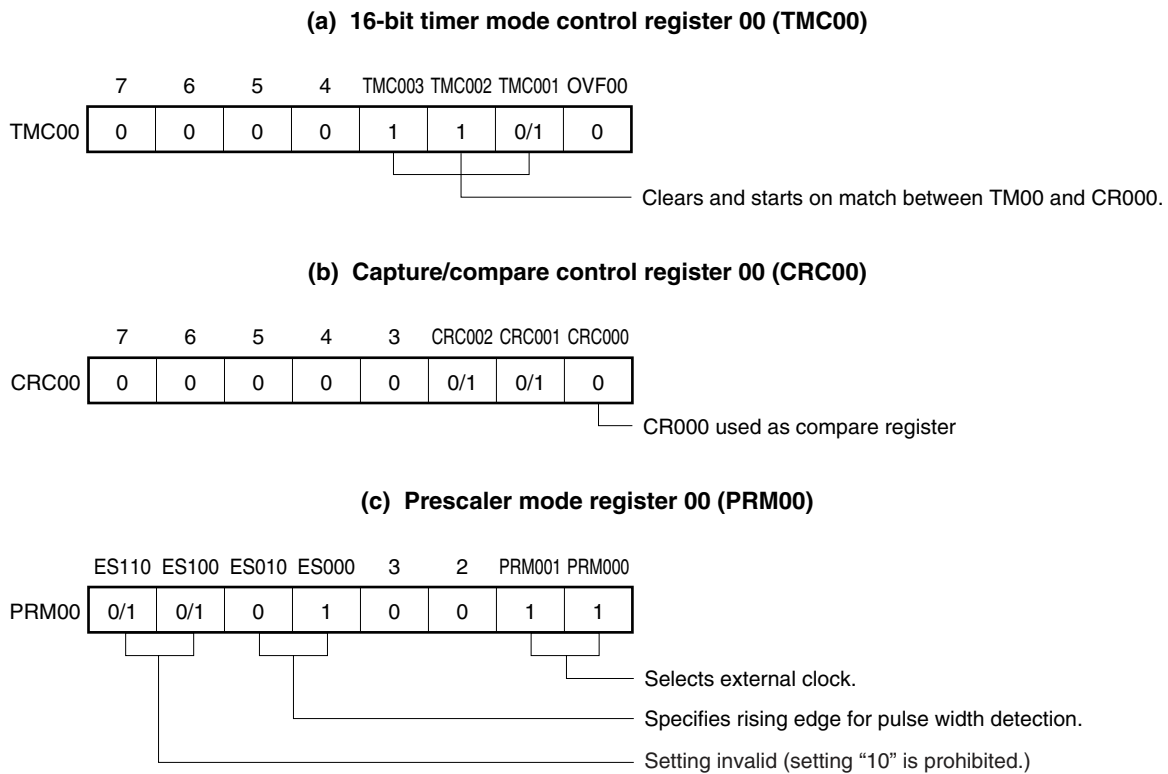 (a) 16-bit timer mode control register 00 (TMC00)
7 6 5 4 TMC003 TMC002 TMC001 OVF00
TMC00 0 0 0 0 1 1 0/1 0
Clears and starts on match between TM00 and CR000.
(b) Capture/compare control register 00 (CRC00)
7 6 5 4 3 CRC002 CRC001 CRC000
CRC00 0 0 0 0 0 0/1 0/1 0
CR000 used as compare register
(c) Prescaler mode register 00 (PRM00)
ES110 ES100 ES010 ES000 3 2 PRM001 PRM000
PRM00 0/1 0/1 0 1 0 0 1 1
Selects external clock.
Specifies rising edge for pulse width detection.
Setting invalid (setting “10” is prohibited.)